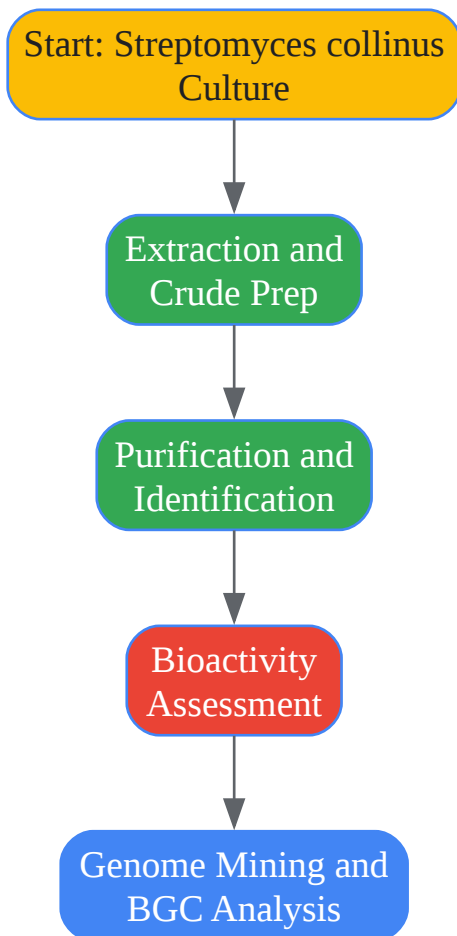 Start: Streptomyces collinus
Culture
Extraction and
Crude Prep
Purification and
Identification
Bioactivity
Assessment
Genome Mining and
BGC Analysis